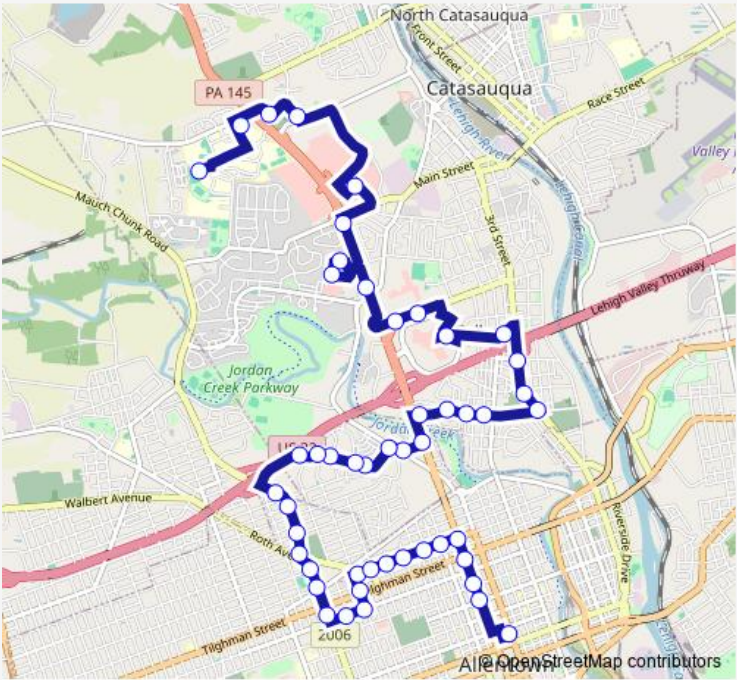 North Catasauqua
Front Street
PA 145
Catasauqua
Race Street
Lehigh River
Valley
Main Street
Lehigh Canal
Mauch Chunk Road
3rd Street
Lehigh Valley Thruway
Jordan
Creek Parkway
Jordan Creek
US 22
Walbert Avenue
Roth Ave
Riverside Drive
Tilghman Street
Tilghman Street
2006
Lehig
Allentown
© OpenStreetMap contributors